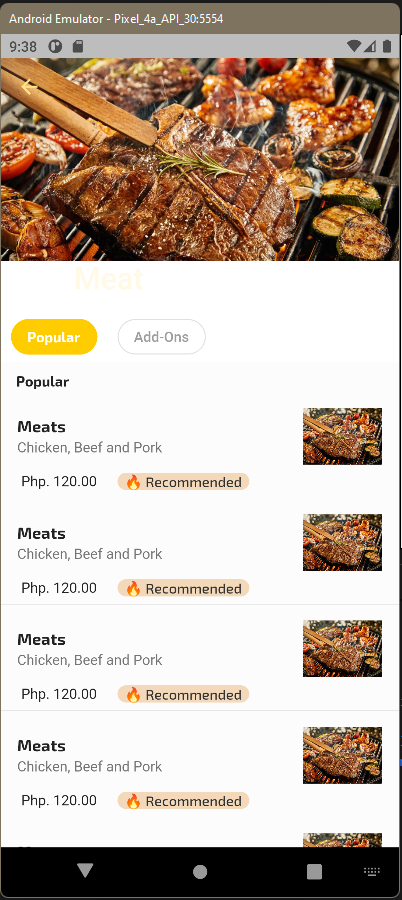 Android Emulator - Pixel_4a_API_30:5554
9:38
Meat
Popular
Add-Ons
Popular
Meats
Chicken, Beef and Pork
Php. 120.00
🔥 Recommended
Meats
Chicken, Beef and Pork
Php. 120.00
🔥 Recommended
Meats
Chicken, Beef and Pork
Php. 120.00
🔥 Recommended
Meats
Chicken, Beef and Pork
Php. 120.00
🔥 Recommended